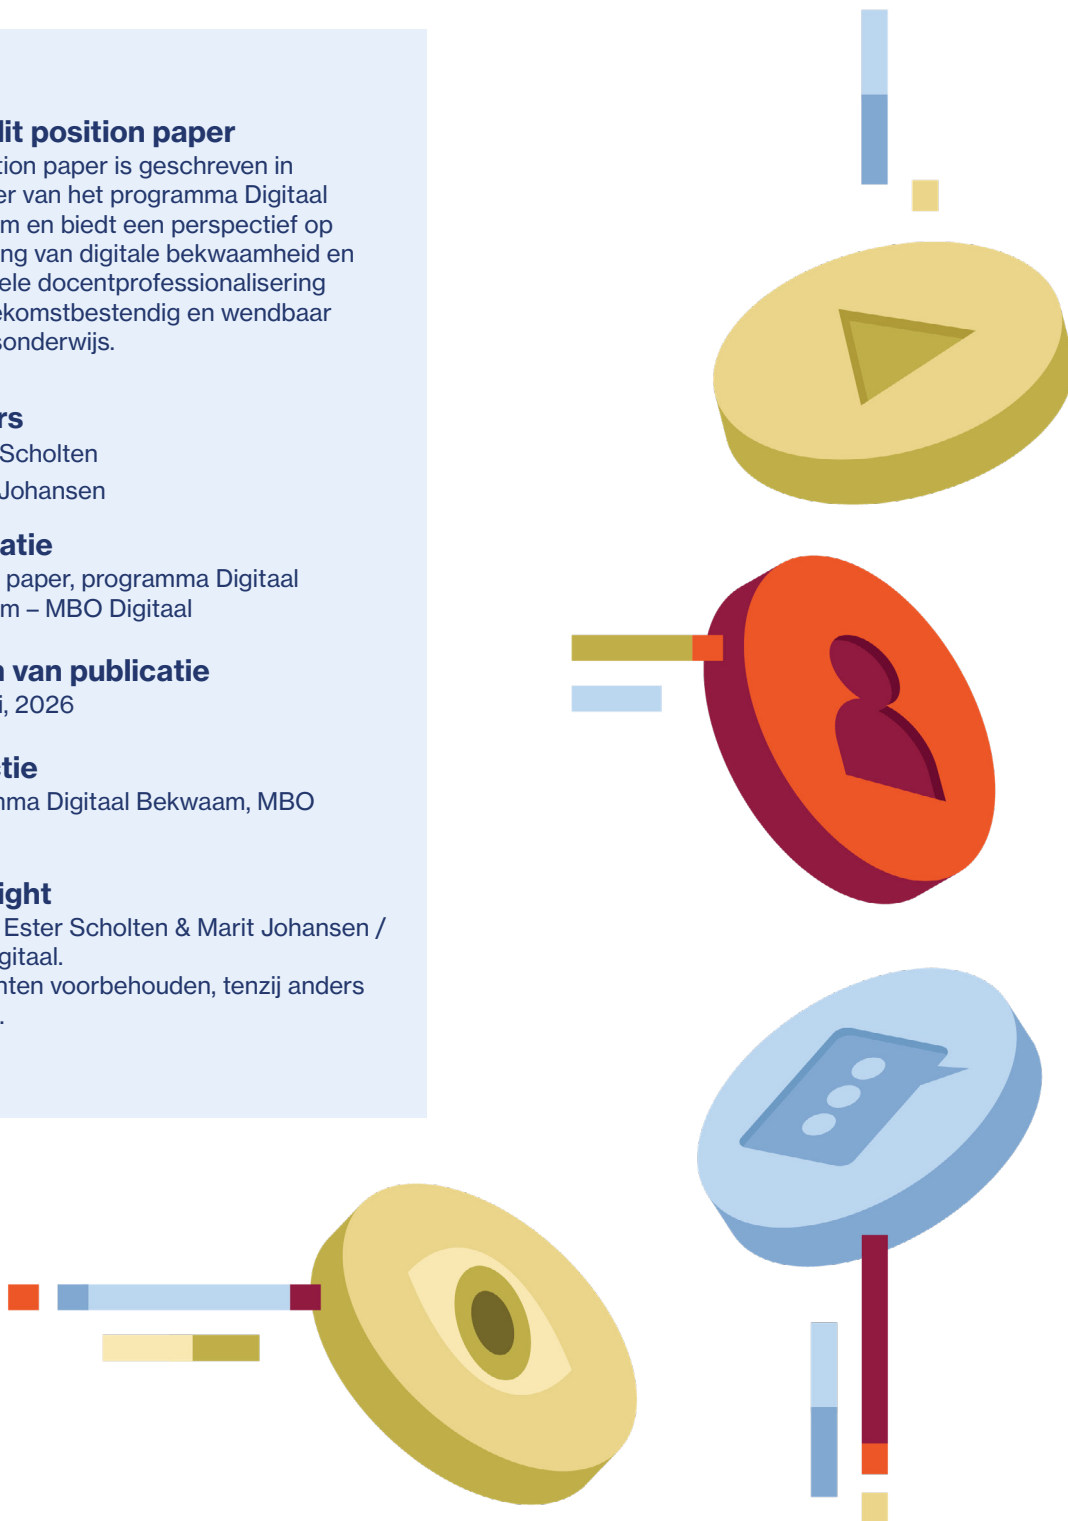 dit position paper
tion paper is geschreven in
er van het programma Digitaal
m en biedt een perspectief op
ng van digitale bekwaamheid en
ele docentprofessionalisering
ekomstbestendig en wendbaar
sonderwijs.
rs
Scholten
Johansen
atie
paper, programma Digitaal
m – MBO Digitaal
n van publicatie
i, 2026
tie
ma Digitaal Bekwaam, MBO
ight
Ester Scholten & Marit Johansen /
gitaal.
hten voorbehouden, tenzij anders
.